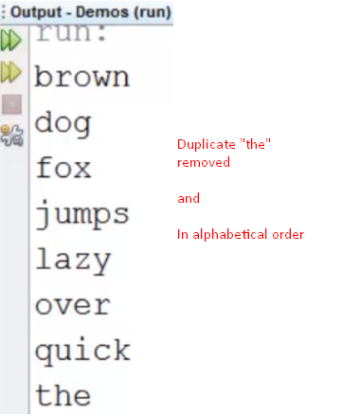 Output - Demos (run)
run:
brown
dog
fox
jumps
lazy
over
quick
the
Duplicate "the"
removed
and
In alphabetical order